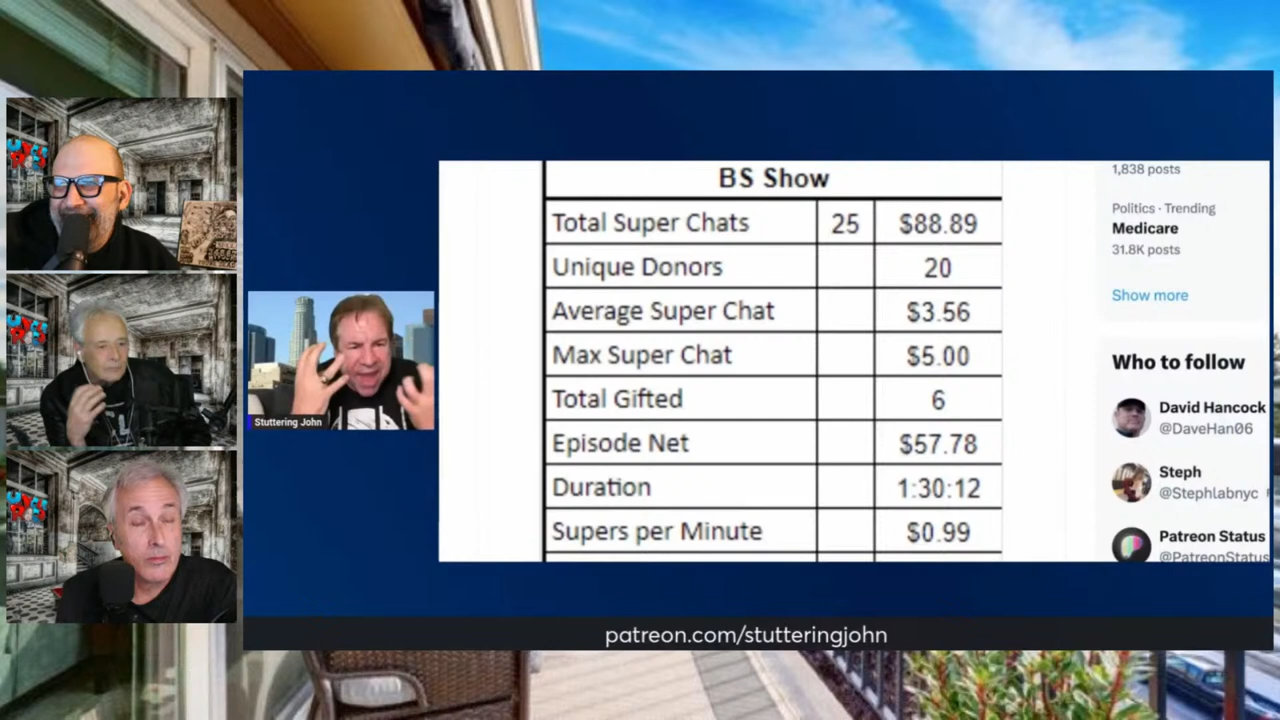 BS Show
Total Super Chats 25 $88.89
Unique Donors 20
Average Super Chat $3.56
Max Super Chat $5.00
Total Gifted 6
Episode Net $57.78
Duration 1:30:12
Supers per Minute $0.99
1,838 posts
Politics · Trending
Medicare
31.8K posts
Show more
Who to follow
David Hancock
@DaveHan06
Steph
@Stephlabnyc
Patreon Status
@PatreonStatus
Stuttering John
patreon.com/stutteringjohn